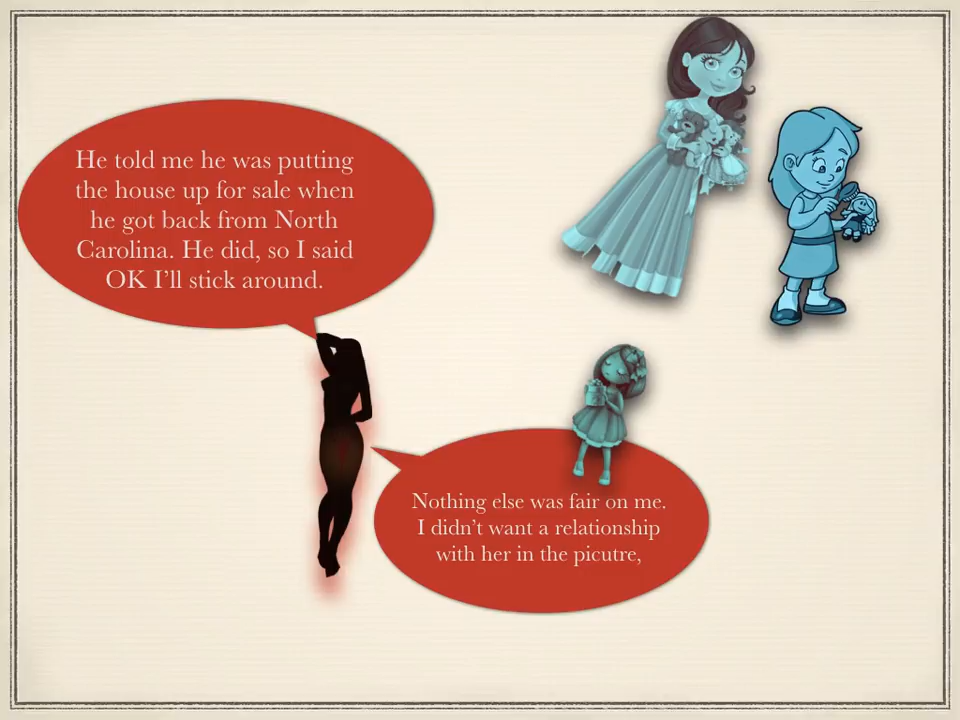 He told me he was putting
the house up for sale when
he got back from North
Carolina. He did, so I said
OK I'll stick around.
Nothing else was fair on me.
I didn't want a relationship
with her in the picutre,